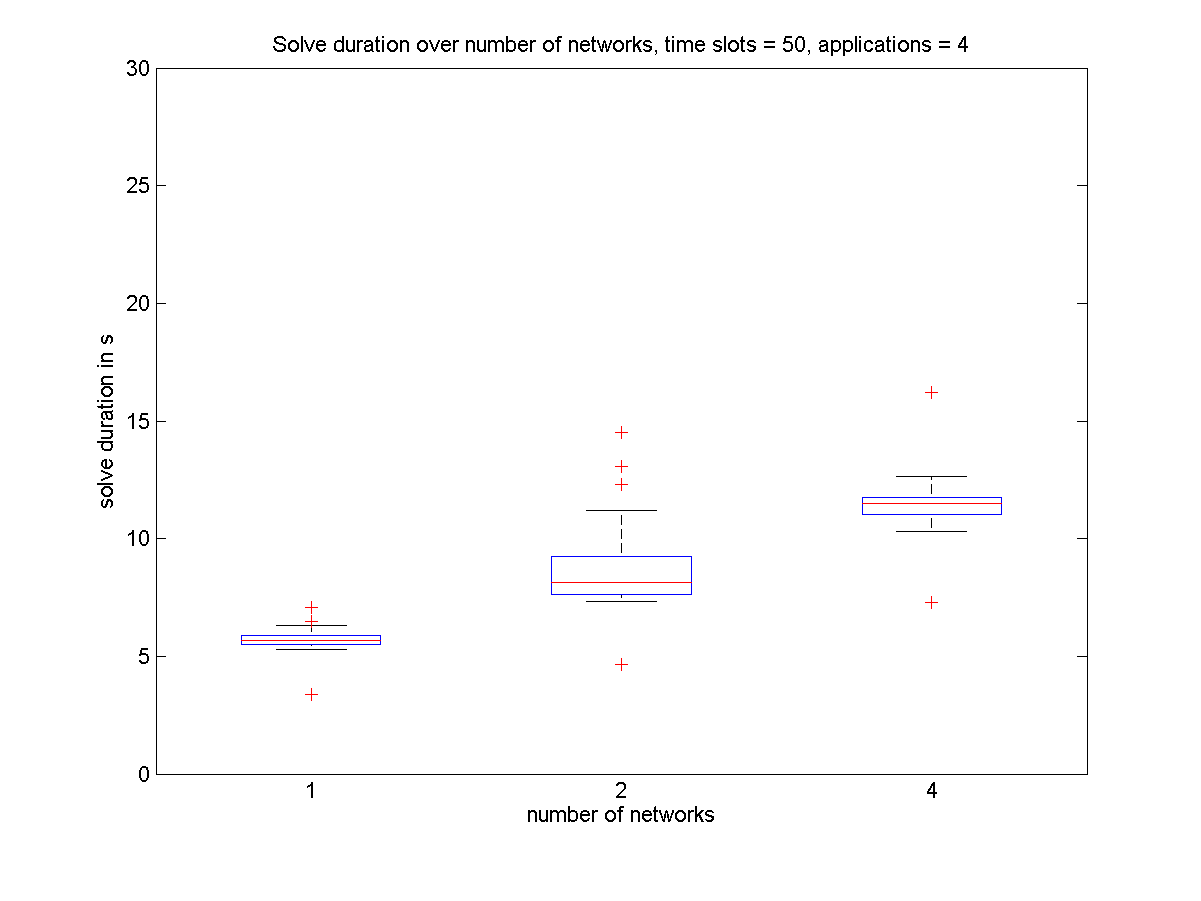 Solve duration over number of networks, time slots = 50, applications = 4
30
25
20
15
10
5
0
solve duration in s
1 2 4
number of networks